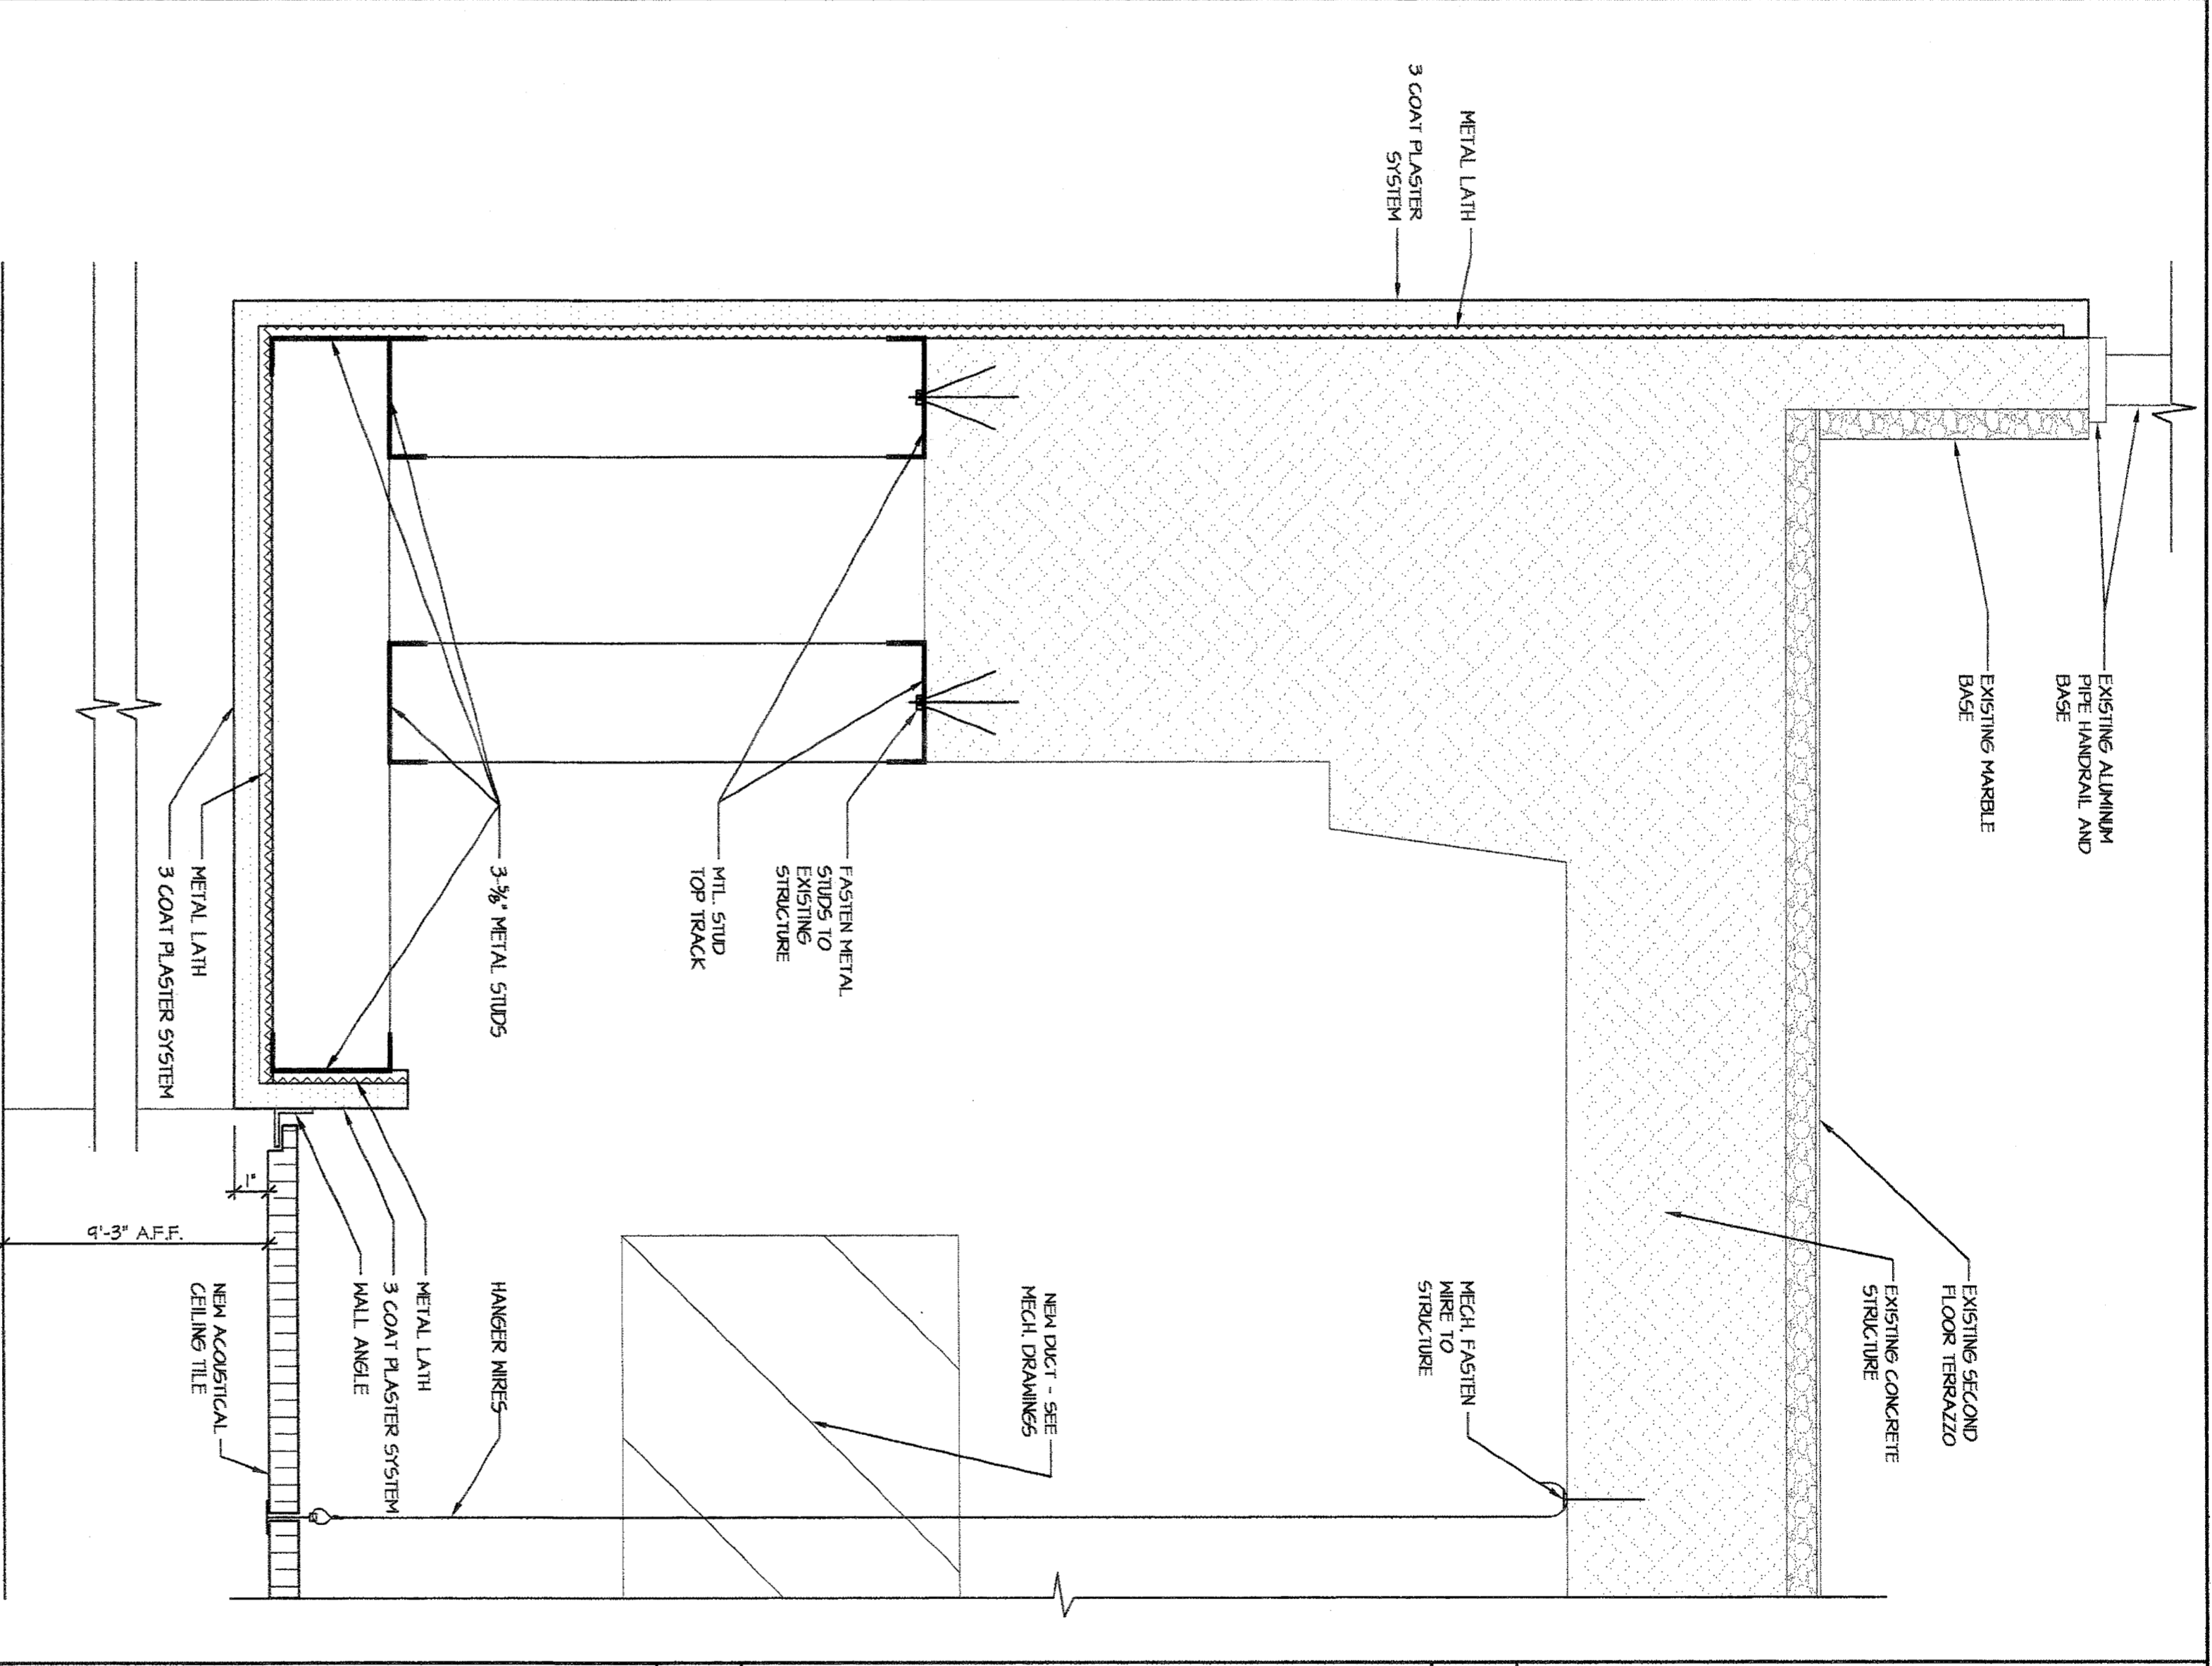 EXISTING ALUMINUM
PIPE HANDRAIL AND
BASE
EXISTING MARBLE
BASE
EXISTING SECOND
FLOOR TERRAZZO
EXISTING CONCRETE
STRUCTURE
METAL LATH
3 COAT PLASTER
SYSTEM
MECH. FASTEN
WIRE TO
STRUCTURE
NEW DUCT - SEE
MECH. DRAWINGS
FASTEN METAL
STUDS TO
EXISTING
STRUCTURE
MTL. STUD
TOP TRACK
3-5/8" METAL STUDS
HANGER WIRES
METAL LATH
3 COAT PLASTER SYSTEM
WALL ANGLE
1"
NEW ACOUSTICAL
CEILING TILE
METAL LATH
3 COAT PLASTER SYSTEM
9'-3" A.F.F.